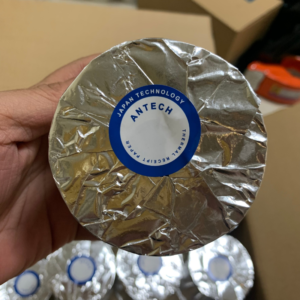 JAPAN TECHNOLOGY
ANTECH
THERMAL RECEIPT PAPER